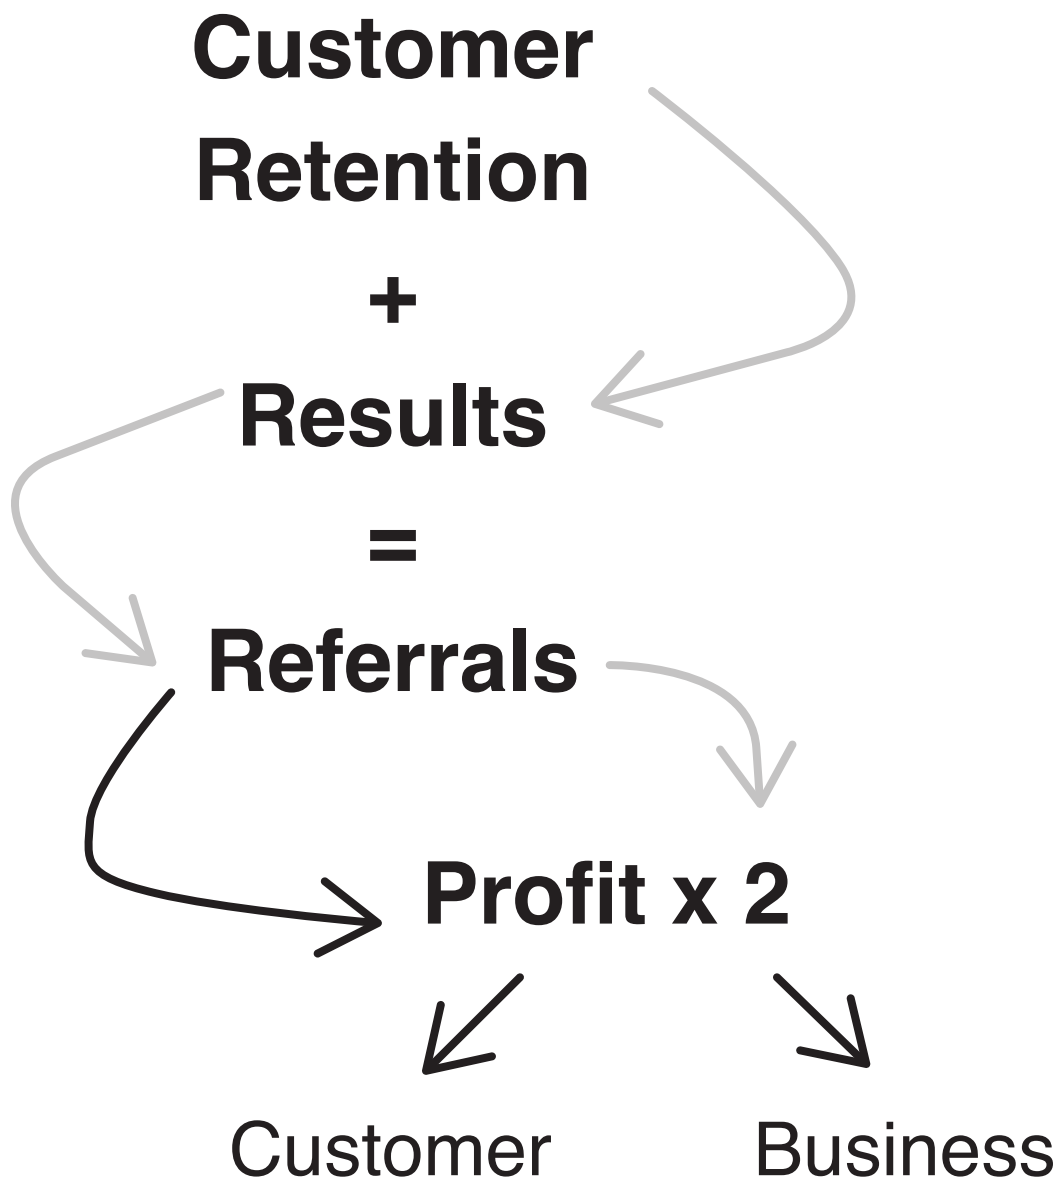 Customer
Retention
+
Results
=
Referrals
Profit x 2
Customer
Business